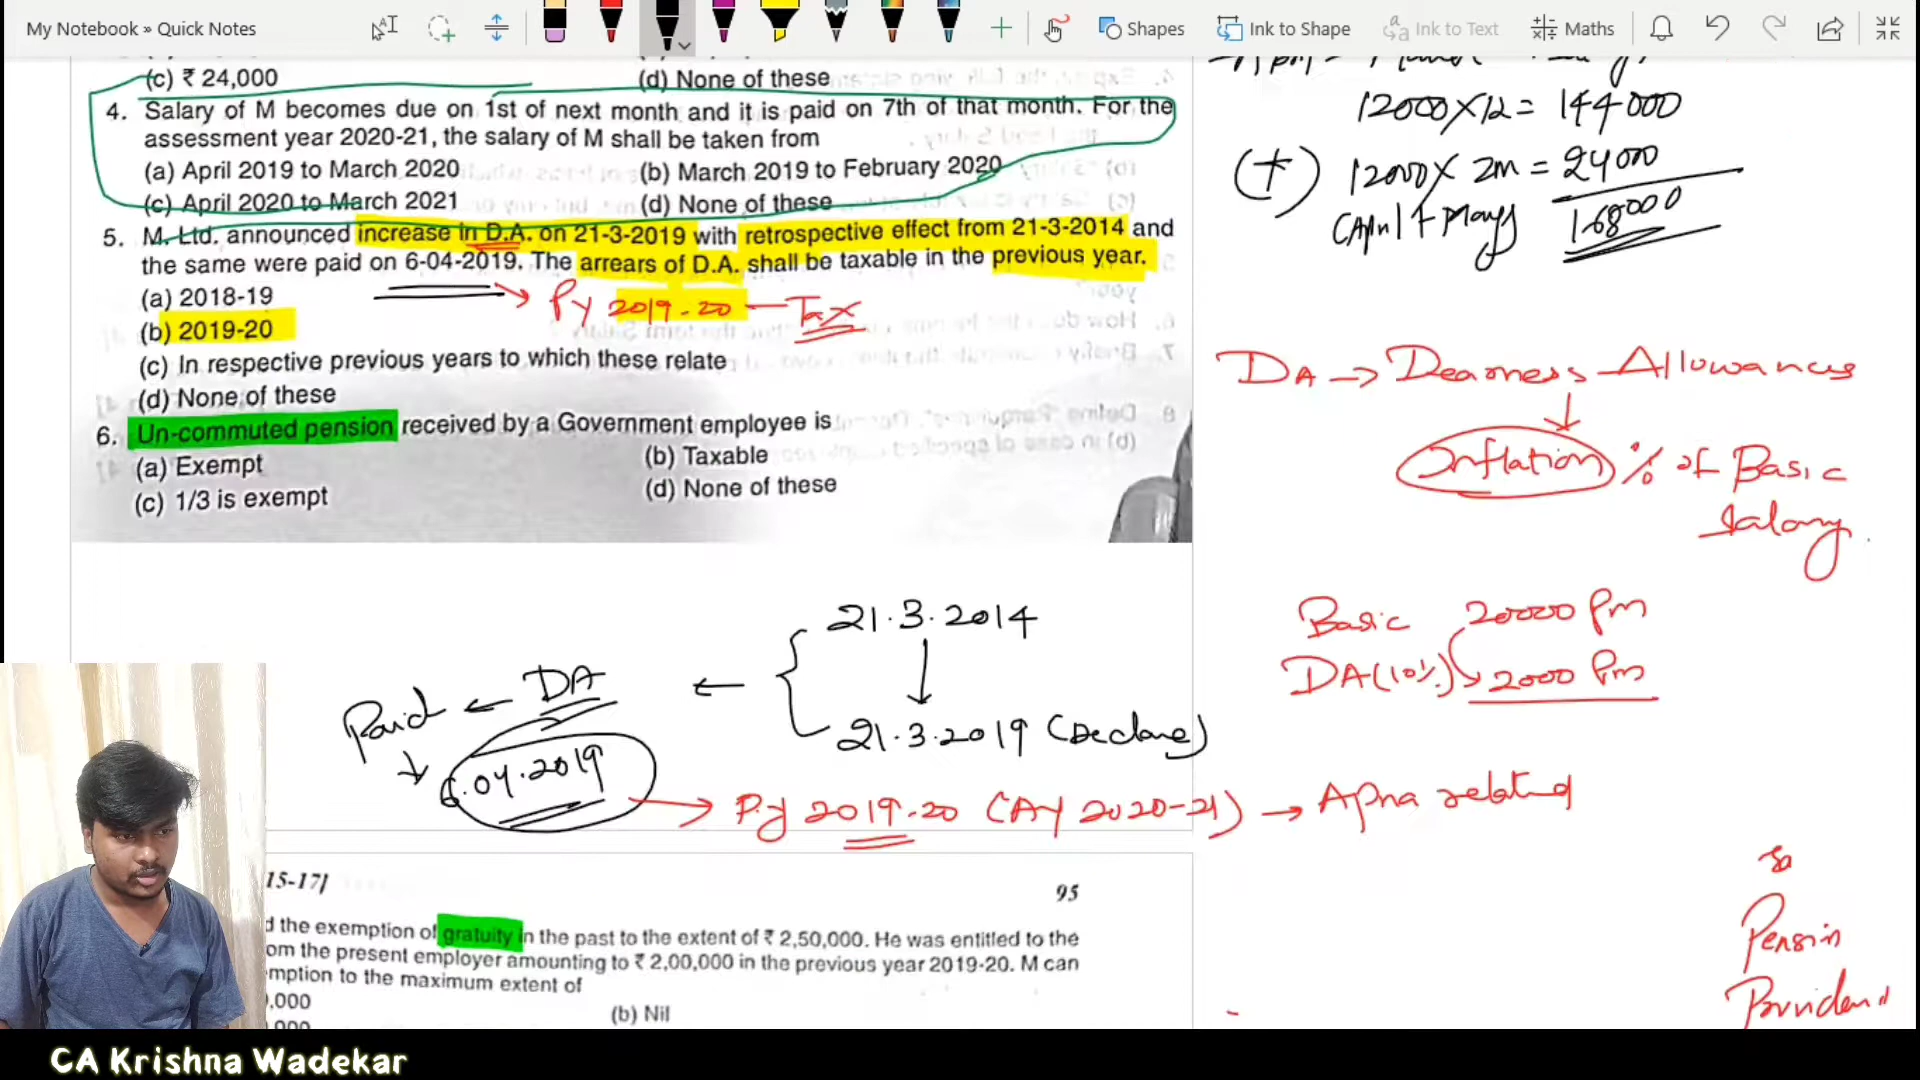 My Notebook » Quick Notes
Shapes
Ink to Shape
Ink to Text
Maths
(c) ₹ 24,000
(d) None of these
4. Salary of M becomes due on 1st of next month and it is paid on 7th of that month. For the
assessment year 2020-21, the salary of M shall be taken from
(a) April 2019 to March 2020
(b) March 2019 to February 2020
(c) April 2020 to March 2021
(d) None of these
5. M. Ltd. announced increase in D.A. on 21-3-2019 with retrospective effect from 21-3-2014 and
the same were paid on 6-04-2019. The arrears of D.A. shall be taxable in the previous year.
(a) 2018-19
Py 2019-20 — Tax
(b) 2019-20
(c) In respective previous years to which these relate
(d) None of these
6. Un-commuted pension received by a Government employee is
(a) Exempt
(b) Taxable
(c) 1/3 is exempt
(d) None of these
12000 X 12 = 144000
(+) 12000 X 2m = 24000
(April + May)
168000
DA → Dearness Allowances
Inflation % of Basic
Salary
Basic 20000 Pm
DA (10%) 2000 Pm
21.3.2014
Paid ← DA ←
21.3.2019 (Declare)
6.04.2019
→ P.y 2019-20 (AY 2020-21) → Apna related
Pension
15-17]
95
the exemption of gratuity in the past to the extent of ₹ 2,50,000. He was entitled to the
om the present employer amounting to ₹ 2,00,000 in the previous year 2019-20. M can
mption to the maximum extent of
,000
(b) Nil
CA Krishna Wadekar